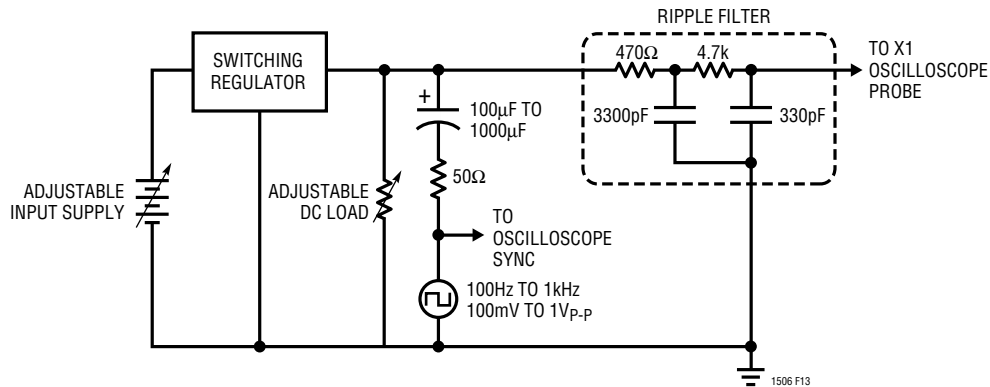 RIPPLE FILTER
SWITCHING
REGULATOR
470Ω
4.7k
TO X1
OSCILLOSCOPE
PROBE
+
100µF TO
1000µF
3300pF
330pF
ADJUSTABLE
INPUT SUPPLY
ADJUSTABLE
DC LOAD
50Ω
TO
OSCILLOSCOPE
SYNC
100Hz TO 1kHz
100mV TO 1VP-P
1506 F13